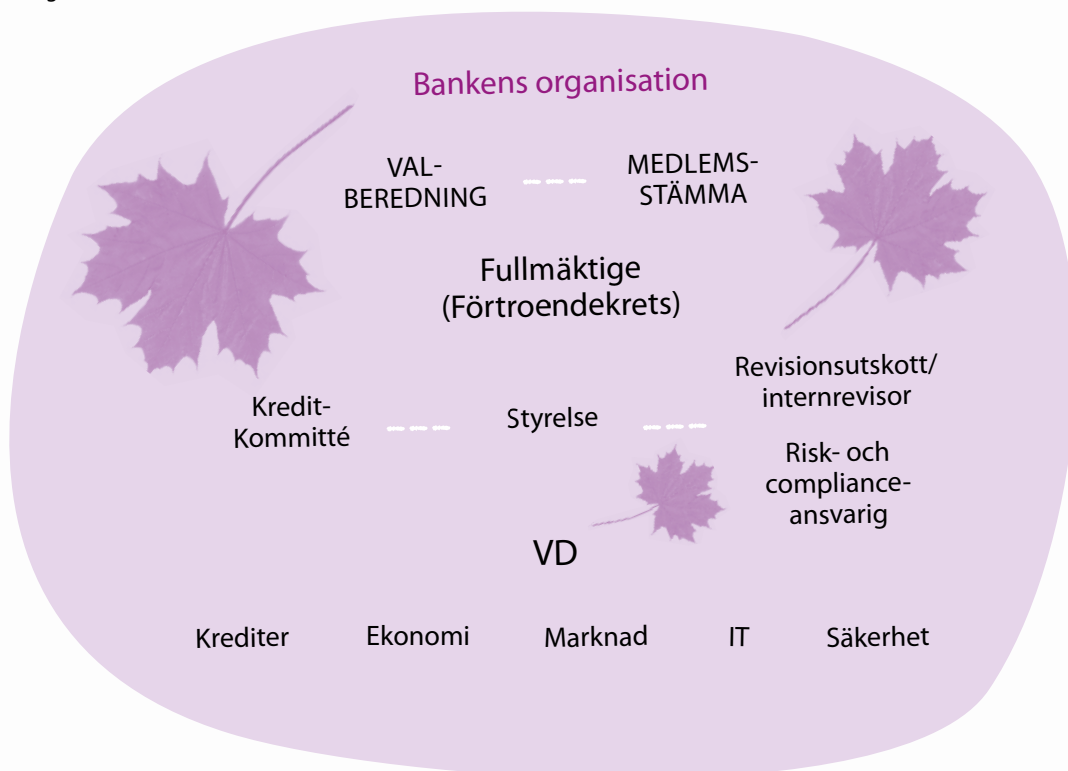 Bankens organisation
VAL-
BEREDNING
MEDLEMS-
STÄMMA
Fullmäktige
(Förtroendekrets)
Kredit-
Kommitté
Styrelse
Revisionsutskott/
internrevisor
Risk- och
compliance-
ansvarig
VD
Krediter Ekonomi Marknad IT Säkerhet